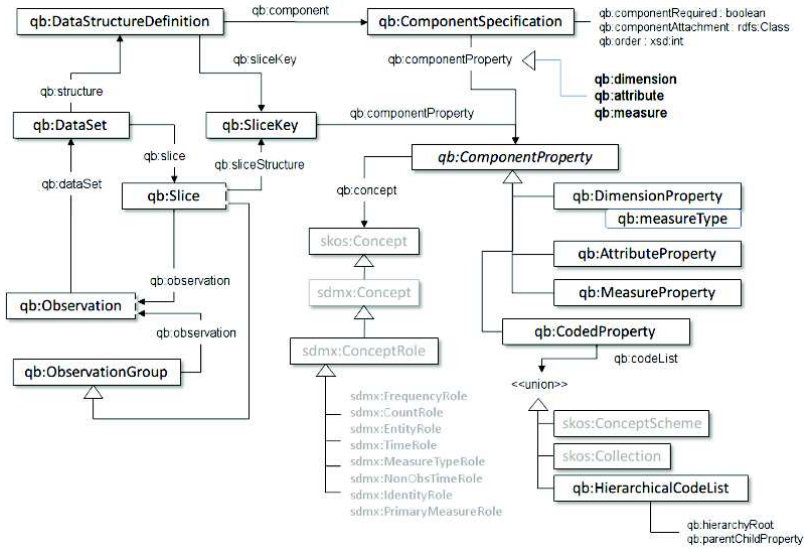 qb:DataStructureDefinition
qb:component
qb:ComponentSpecification
qb:componentRequired : boolean
qb:componentAttachment : rdfs:Class
qb:order : xsd:int
qb:sliceKey
qb:componentProperty
qb:dimension
qb:attribute
qb:measure
qb:structure
qb:DataSet
qb:SliceKey
qb:componentProperty
qb:slice
qb:sliceStructure
qb:ComponentProperty
qb:dataSet
qb:Slice
qb:concept
qb:DimensionProperty
qb:measureType
skos:Concept
qb:AttributeProperty
qb:observation
sdmx:Concept
qb:MeasureProperty
qb:Observation
qb:observation
qb:CodedProperty
sdmx:ConceptRole
qb:codeList
qb:ObservationGroup
<<union>>
sdmx:FrequencyRole
sdmx:CountRole
sdmx:EntityRole
sdmx:TimeRole
sdmx:MeasureTypeRole
sdmx:NonObsTimeRole
sdmx:IdentityRole
sdmx:PrimaryMeasureRole
skos:ConceptScheme
skos:Collection
qb:HierarchicalCodeList
qb:hierarchyRoot
qb:parentChildProperty